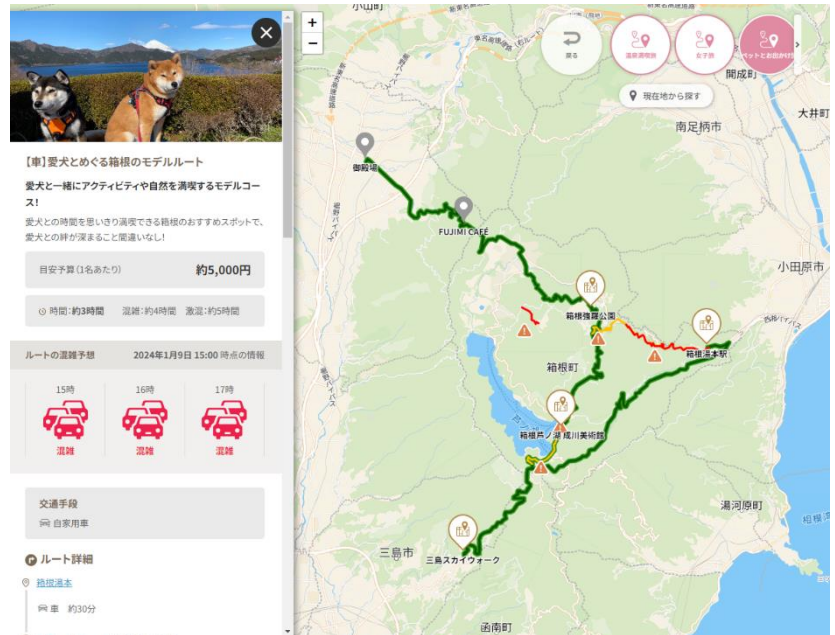 【車】愛犬とめぐる箱根のモデルルート
愛犬と一緒にアクティビティや自然を満喫するモデルコー
ス!
愛犬との時間を思いきり満喫できる箱根のおすすめスポットで、
愛犬との絆が深まること間違いなし!
目安予算(1名あたり) 約5,000円
時間:約3時間 混雑:約4時間 激混:約5時間
ルートの混雑予想 2024年1月9日 15:00 時点の情報
15時 16時 17時
混雑 混雑 混雑
交通手段
自家用車
ルート詳細
箱根湯本
車 約30分
+
−
小山町
戻る
温泉満喫旅
女子旅
ペットとお出かけ
現在地から探す
開成町
大井町
南足柄市
御殿場
FUJIMI CAFÉ
小田原市
西湘バイパス
箱根強羅公園
箱根湯本駅
箱根町
芦ノ湖
箱根芦ノ湖 成川美術館
湯河原町
三島市
三島スカイウォーク
函南町